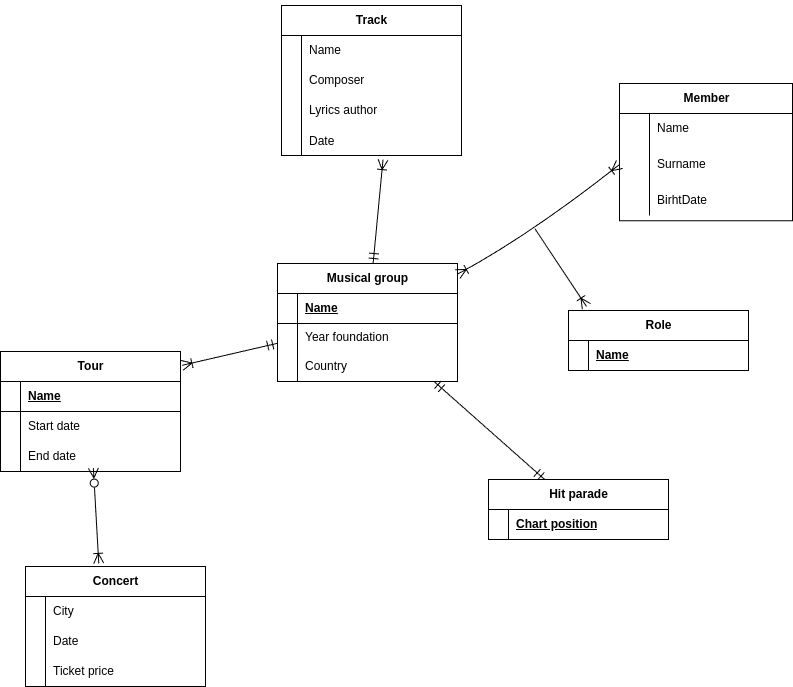 Track
Name
Composer
Lyrics author
Date
Member
Name
Surname
BirhtDate
Musical group
Name
Year foundation
Country
Role
Name
Tour
Name
Start date
End date
Hit parade
Chart position
Concert
City
Date
Ticket price